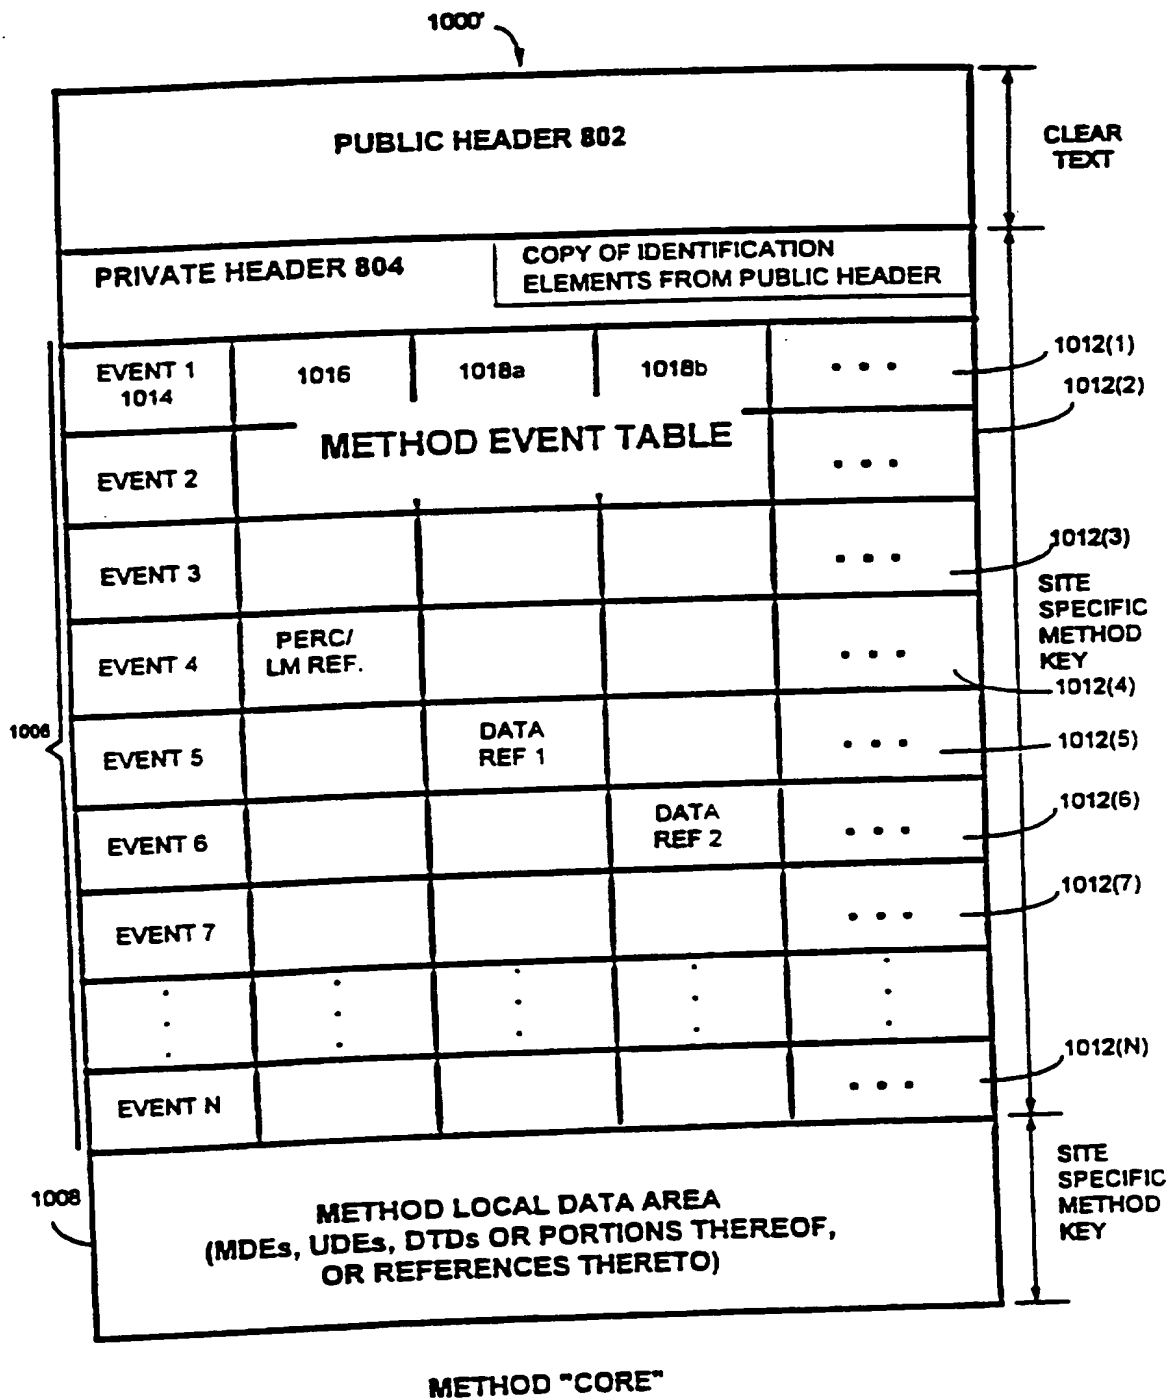 1000'
PUBLIC HEADER 802
CLEAR
TEXT
PRIVATE HEADER 804
COPY OF IDENTIFICATION
ELEMENTS FROM PUBLIC HEADER
EVENT 1
1014
1016
1018a
1018b
• • •
1012(1)
1012(2)
METHOD EVENT TABLE
EVENT 2
• • •
EVENT 3
• • •
1012(3)
SITE
SPECIFIC
METHOD
KEY
EVENT 4
PERC/
LM REF.
• • •
1012(4)
1006
EVENT 5
DATA
REF 1
• • •
1012(5)
EVENT 6
DATA
REF 2
• • •
1012(6)
EVENT 7
• • •
1012(7)
EVENT N
• • •
1012(N)
SITE
SPECIFIC
METHOD
KEY
1008
METHOD LOCAL DATA AREA
(MDEs, UDEs, DTDs OR PORTIONS THEREOF,
OR REFERENCES THERETO)
METHOD "CORE"